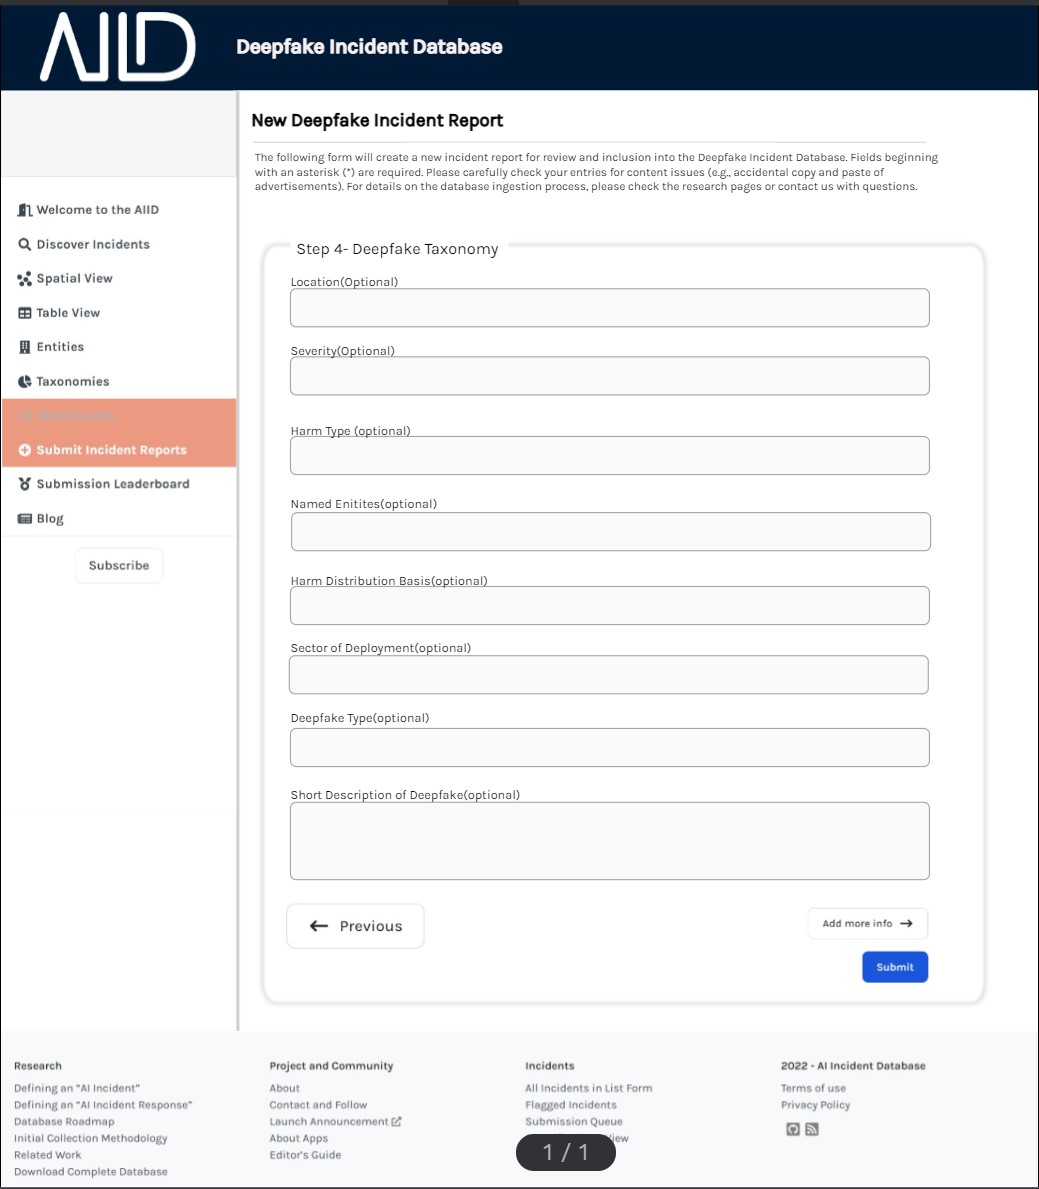 AIID
Deepfake Incident Database
New Deepfake Incident Report
The following form will create a new incident report for review and inclusion into the Deepfake Incident Database. Fields beginning
with an asterisk (*) are required. Please carefully check your entries for content issues (e.g., accidental copy and paste of
advertisements). For details on the database ingestion process, please check the research pages or contact us with questions.
Welcome to the AIID
Discover Incidents
Spatial View
Table View
Entities
Taxonomies
Submit Incident Reports
Submission Leaderboard
Blog
Subscribe
Step 4- Deepfake Taxonomy
Location(Optional)
Severity(Optional)
Harm Type (optional)
Named Enitites(optional)
Harm Distribution Basis(optional)
Sector of Deployment(optional)
Deepfake Type(optional)
Short Description of Deepfake(optional)
Previous
Add more info
Submit
Research
Defining an "AI Incident"
Defining an "AI Incident Response"
Database Roadmap
Initial Collection Methodology
Related Work
Download Complete Database
Project and Community
About
Contact and Follow
Launch Announcement
About Apps
Editor's Guide
Incidents
All Incidents in List Form
Flagged Incidents
Submission Queue
1 / 1
2022 - AI Incident Database
Terms of use
Privacy Policy